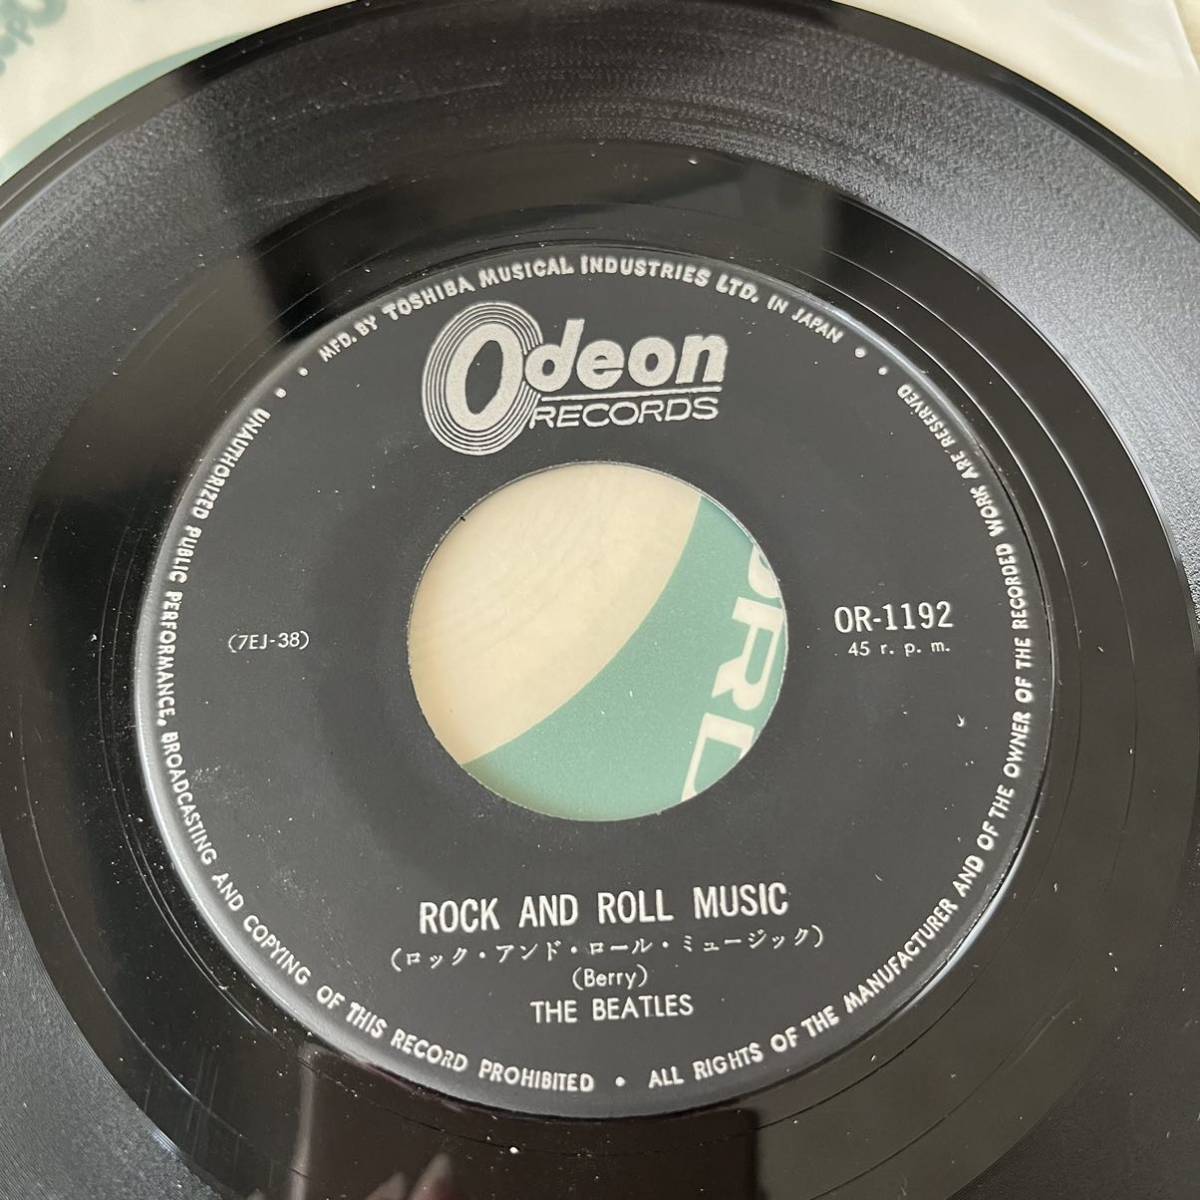 MFD. BY TOSHIBA MUSICAL INDUSTRIES LTD. IN JAPAN •
Odeon
RECORDS
(7EJ-38)
OR-1192
45 r. p. m.
ROCK AND ROLL MUSIC
(ロック・アンド・ロール・ミュージック)
(Berry)
THE BEATLES
• UNAUTHORIZED PUBLIC PERFORMANCE, BROADCASTING AND COPYING OF THIS RECORD PROHIBITED • ALL RIGHTS OF THE MANUFACTURER AND OF THE OWNER OF THE RECORDED WORK ARE RESERVED •